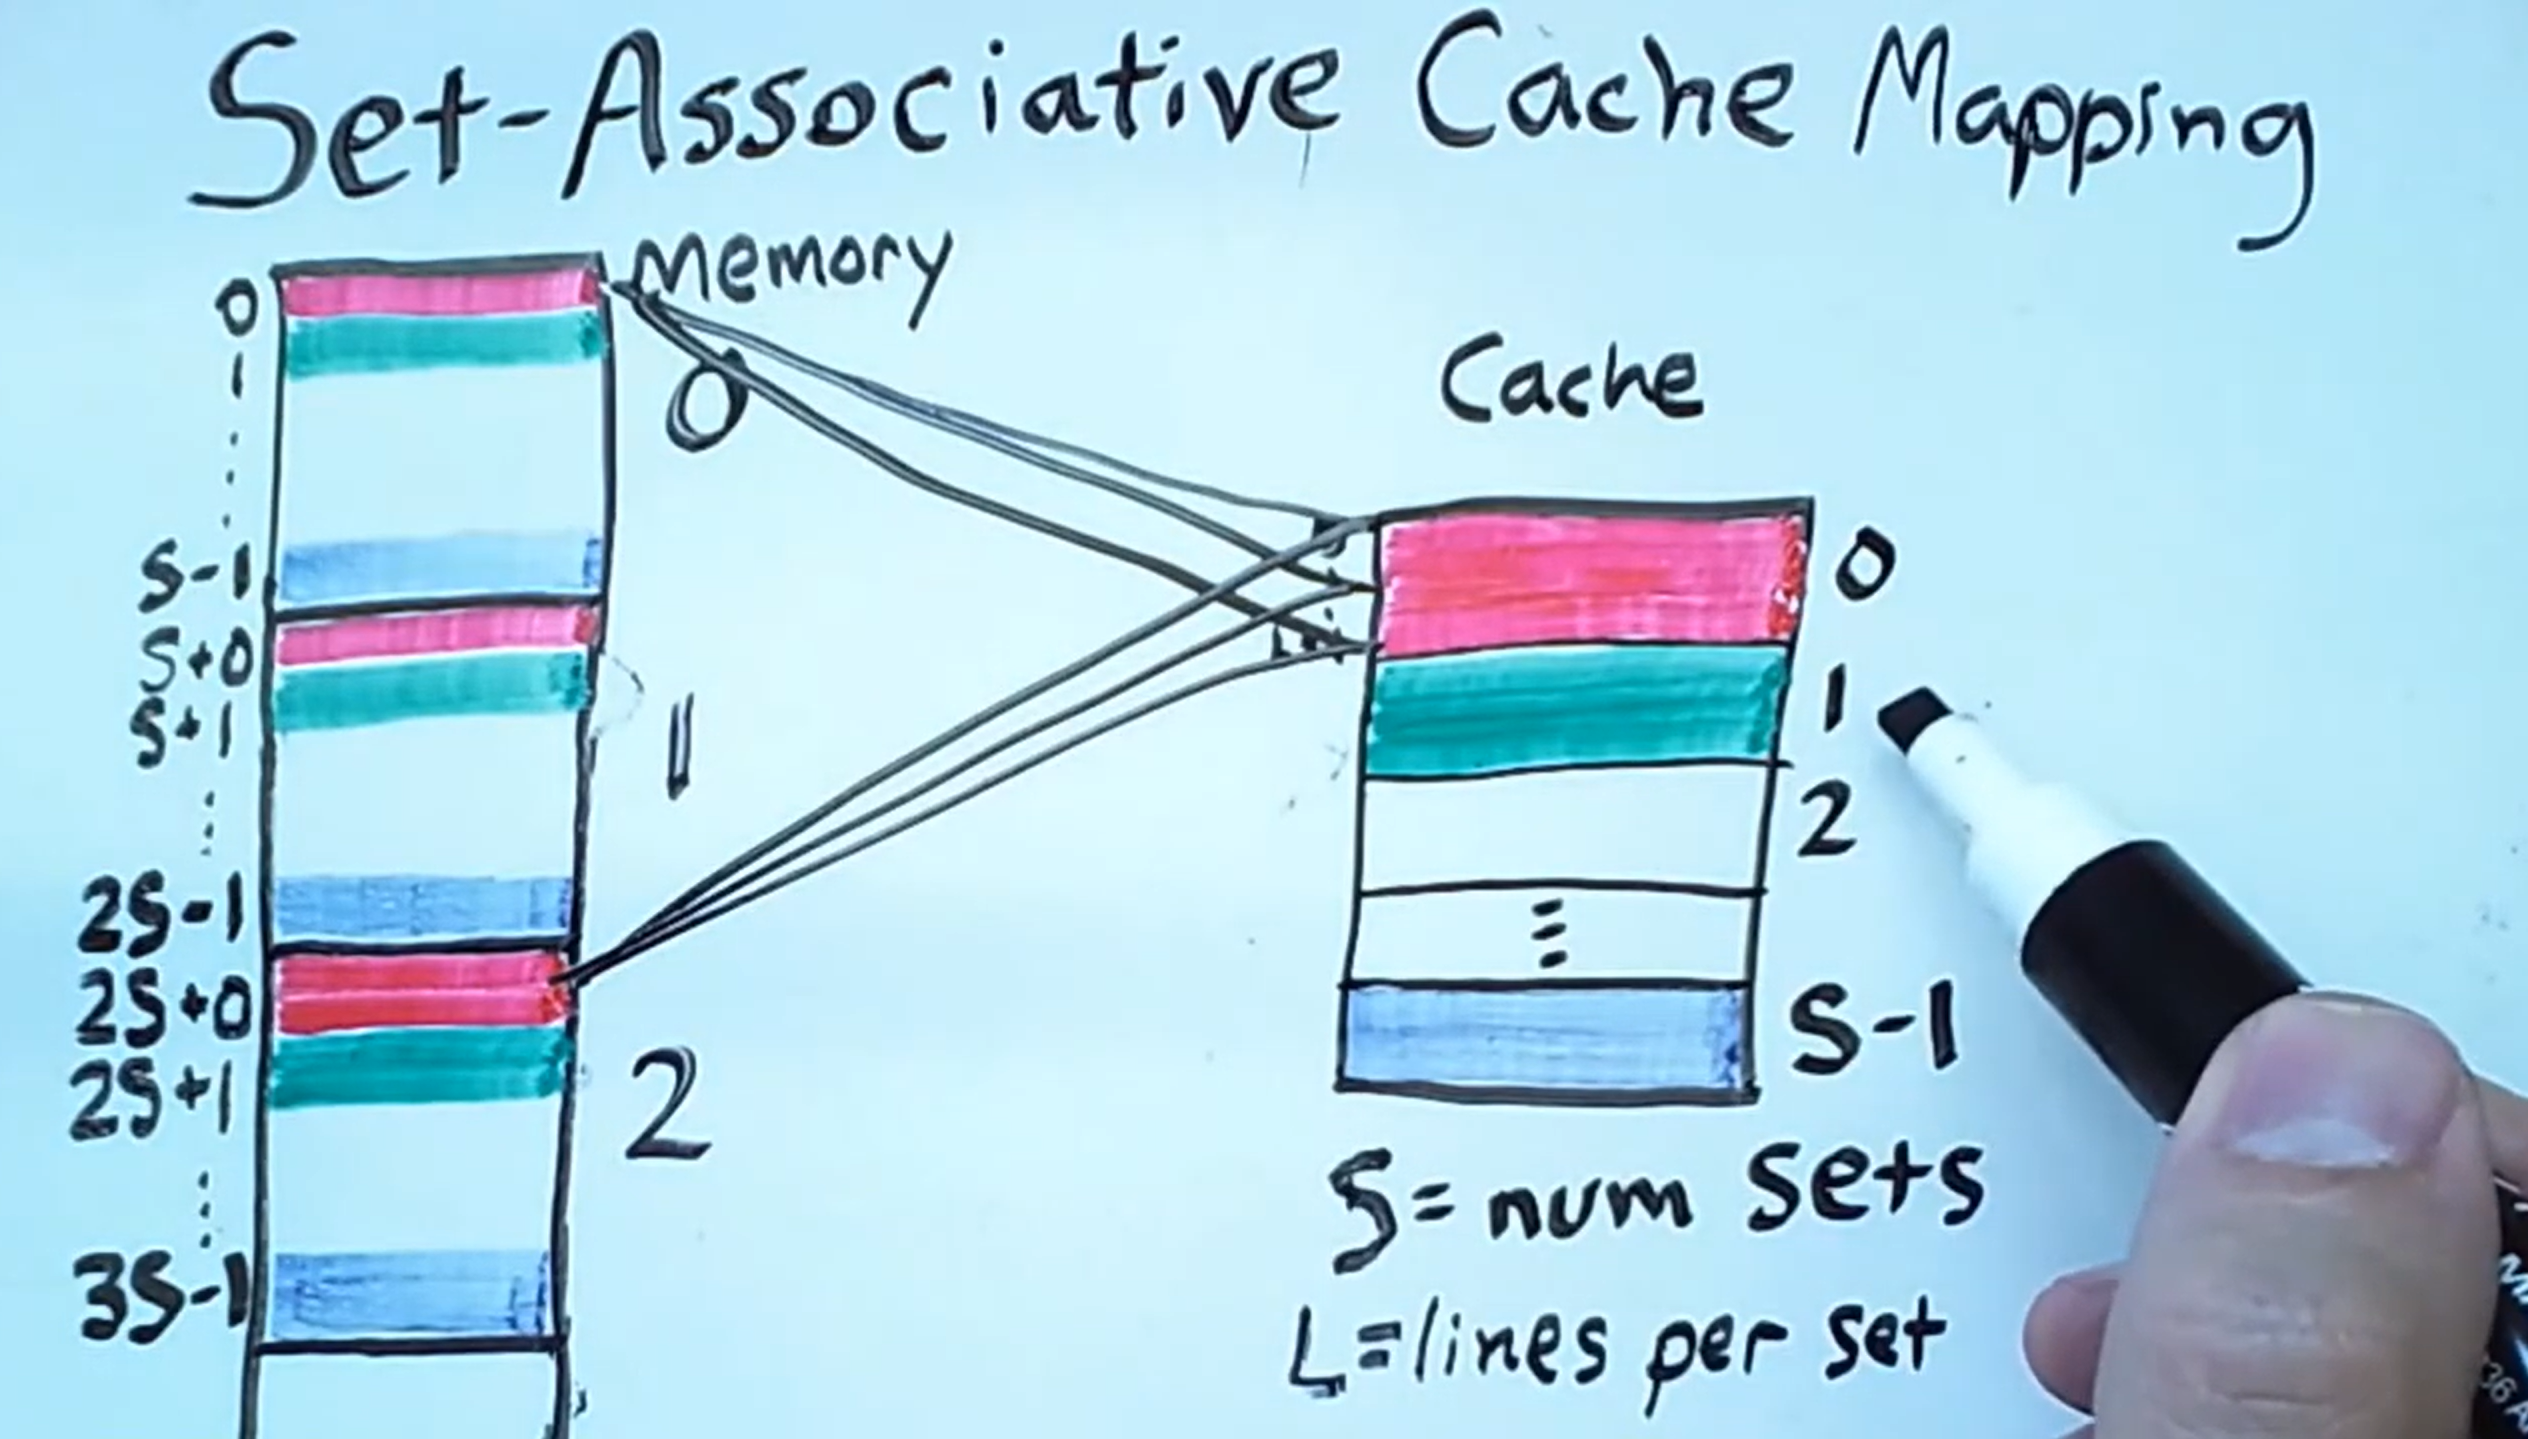 Set-Associative Cache Mapping
Memory
0
1
S-1
S+0
S+1
2S-1
2S+0
2S+1
3S-1
0
1
2
Cache
0
1
2
S-1
S=num sets
L=lines per set